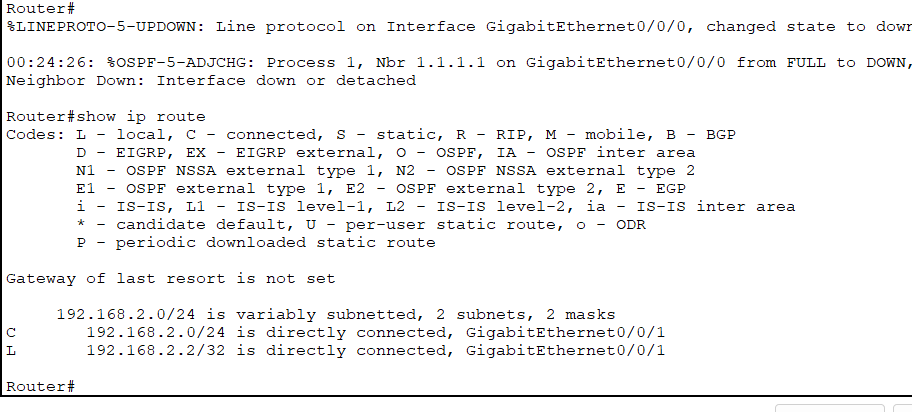 Router#
%LINEPROTO-5-UPDOWN: Line protocol on Interface GigabitEthernet0/0/0, changed state to down
00:24:26: %OSPF-5-ADJCHG: Process 1, Nbr 1.1.1.1 on GigabitEthernet0/0/0 from FULL to DOWN,
Neighbor Down: Interface down or detached
Router#show ip route
Codes: L - local, C - connected, S - static, R - RIP, M - mobile, B - BGP
D - EIGRP, EX - EIGRP external, O - OSPF, IA - OSPF inter area
N1 - OSPF NSSA external type 1, N2 - OSPF NSSA external type 2
E1 - OSPF external type 1, E2 - OSPF external type 2, E - EGP
i - IS-IS, L1 - IS-IS level-1, L2 - IS-IS level-2, ia - IS-IS inter area
* - candidate default, U - per-user static route, o - ODR
P - periodic downloaded static route
Gateway of last resort is not set
192.168.2.0/24 is variably subnetted, 2 subnets, 2 masks
C 192.168.2.0/24 is directly connected, GigabitEthernet0/0/1
L 192.168.2.2/32 is directly connected, GigabitEthernet0/0/1
Router#